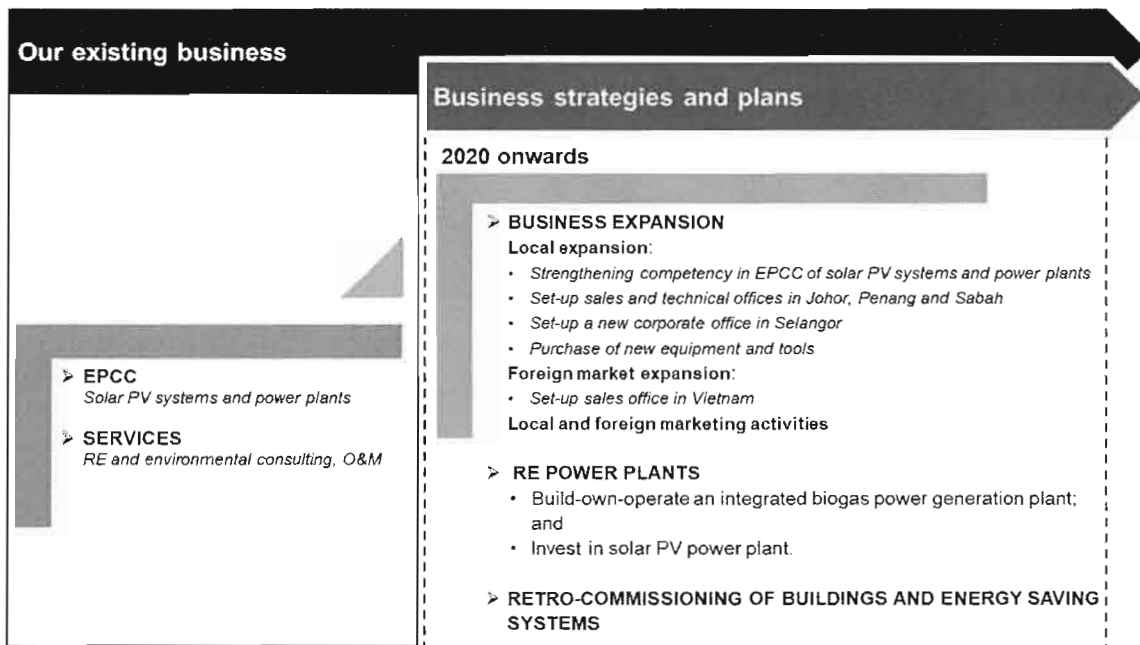 Our existing business
➢ EPCC
Solar PV systems and power plants
➢ SERVICES
RE and environmental consulting, O&M
Business strategies and plans
2020 onwards
➢ BUSINESS EXPANSION
Local expansion:
• Strengthening competency in EPCC of solar PV systems and power plants
• Set-up sales and technical offices in Johor, Penang and Sabah
• Set-up a new corporate office in Selangor
• Purchase of new equipment and tools
Foreign market expansion:
• Set-up sales office in Vietnam
Local and foreign marketing activities
➢ RE POWER PLANTS
• Build-own-operate an integrated biogas power generation plant;
and
• Invest in solar PV power plant.
➢ RETRO-COMMISSIONING OF BUILDINGS AND ENERGY SAVING
SYSTEMS